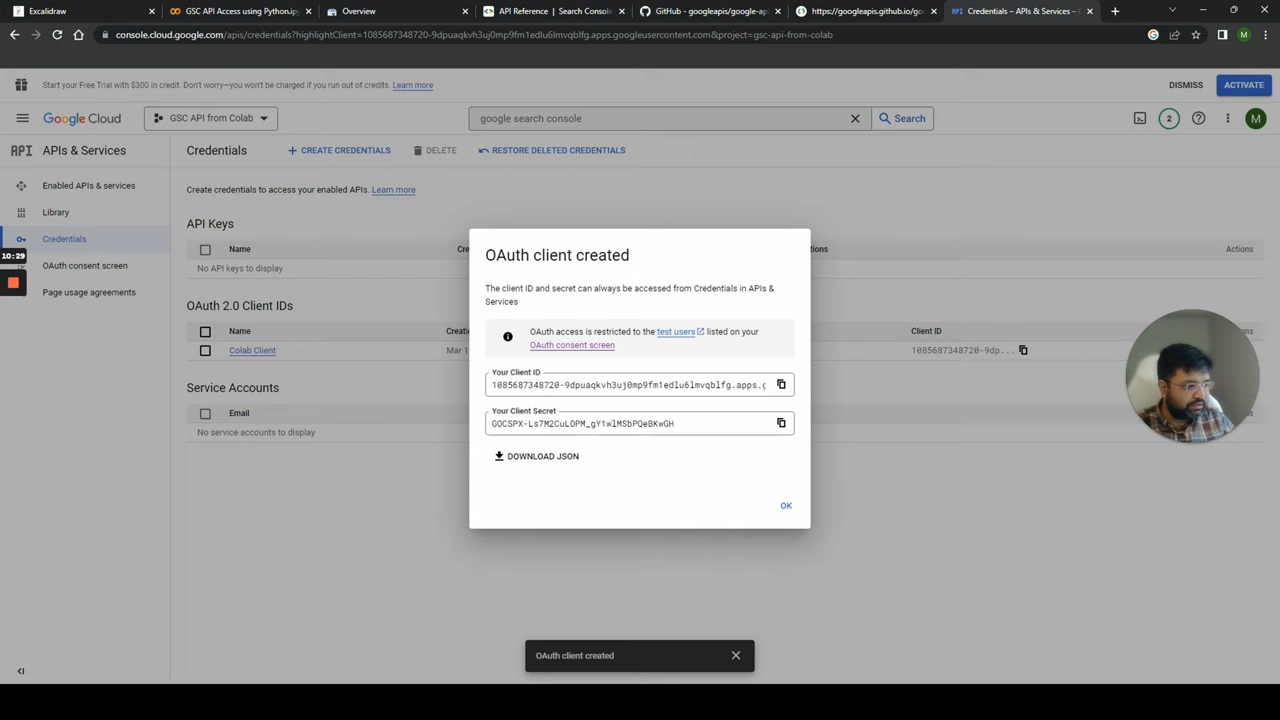 Excalidraw
GSC API Access using Python.ip
Overview
API Reference | Search Console
GitHub - googleapis/google-ap
https://googleapis.github.io/go
Credentials – APIs & Services –
console.cloud.google.com/apis/credentials?highlightClient=1085687348720-9dpuaqkvh3uj0mp9fm1edlu6lmvqblfg.apps.googleusercontent.com&project=gsc-api-from-colab
Start your Free Trial with $300 in credit. Don't worry—you won't be charged if you run out of credits. Learn more
DISMISS
ACTIVATE
Google Cloud
GSC API from Colab
google search console
Search
2
M
API APIs & Services
Credentials
+ CREATE CREDENTIALS
DELETE
RESTORE DELETED CREDENTIALS
Enabled APIs & services
Library
Credentials
OAuth consent screen
Page usage agreements
10:29
Create credentials to access your enabled APIs. Learn more
API Keys
Name
Actions
No API keys to display
OAuth 2.0 Client IDs
Name
Client ID
Colab Client
Mar 1
1085687348720-9dp...
Service Accounts
Email
No service accounts to display
OAuth client created
The client ID and secret can always be accessed from Credentials in APIs &
Services
OAuth access is restricted to the test users listed on your
OAuth consent screen
Your Client ID
1085687348720-9dpuaqkvh3uj0mp9fm1edlu6lmvqblfg.apps.g
Your Client Secret
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
DOWNLOAD JSON
OK
OAuth client created